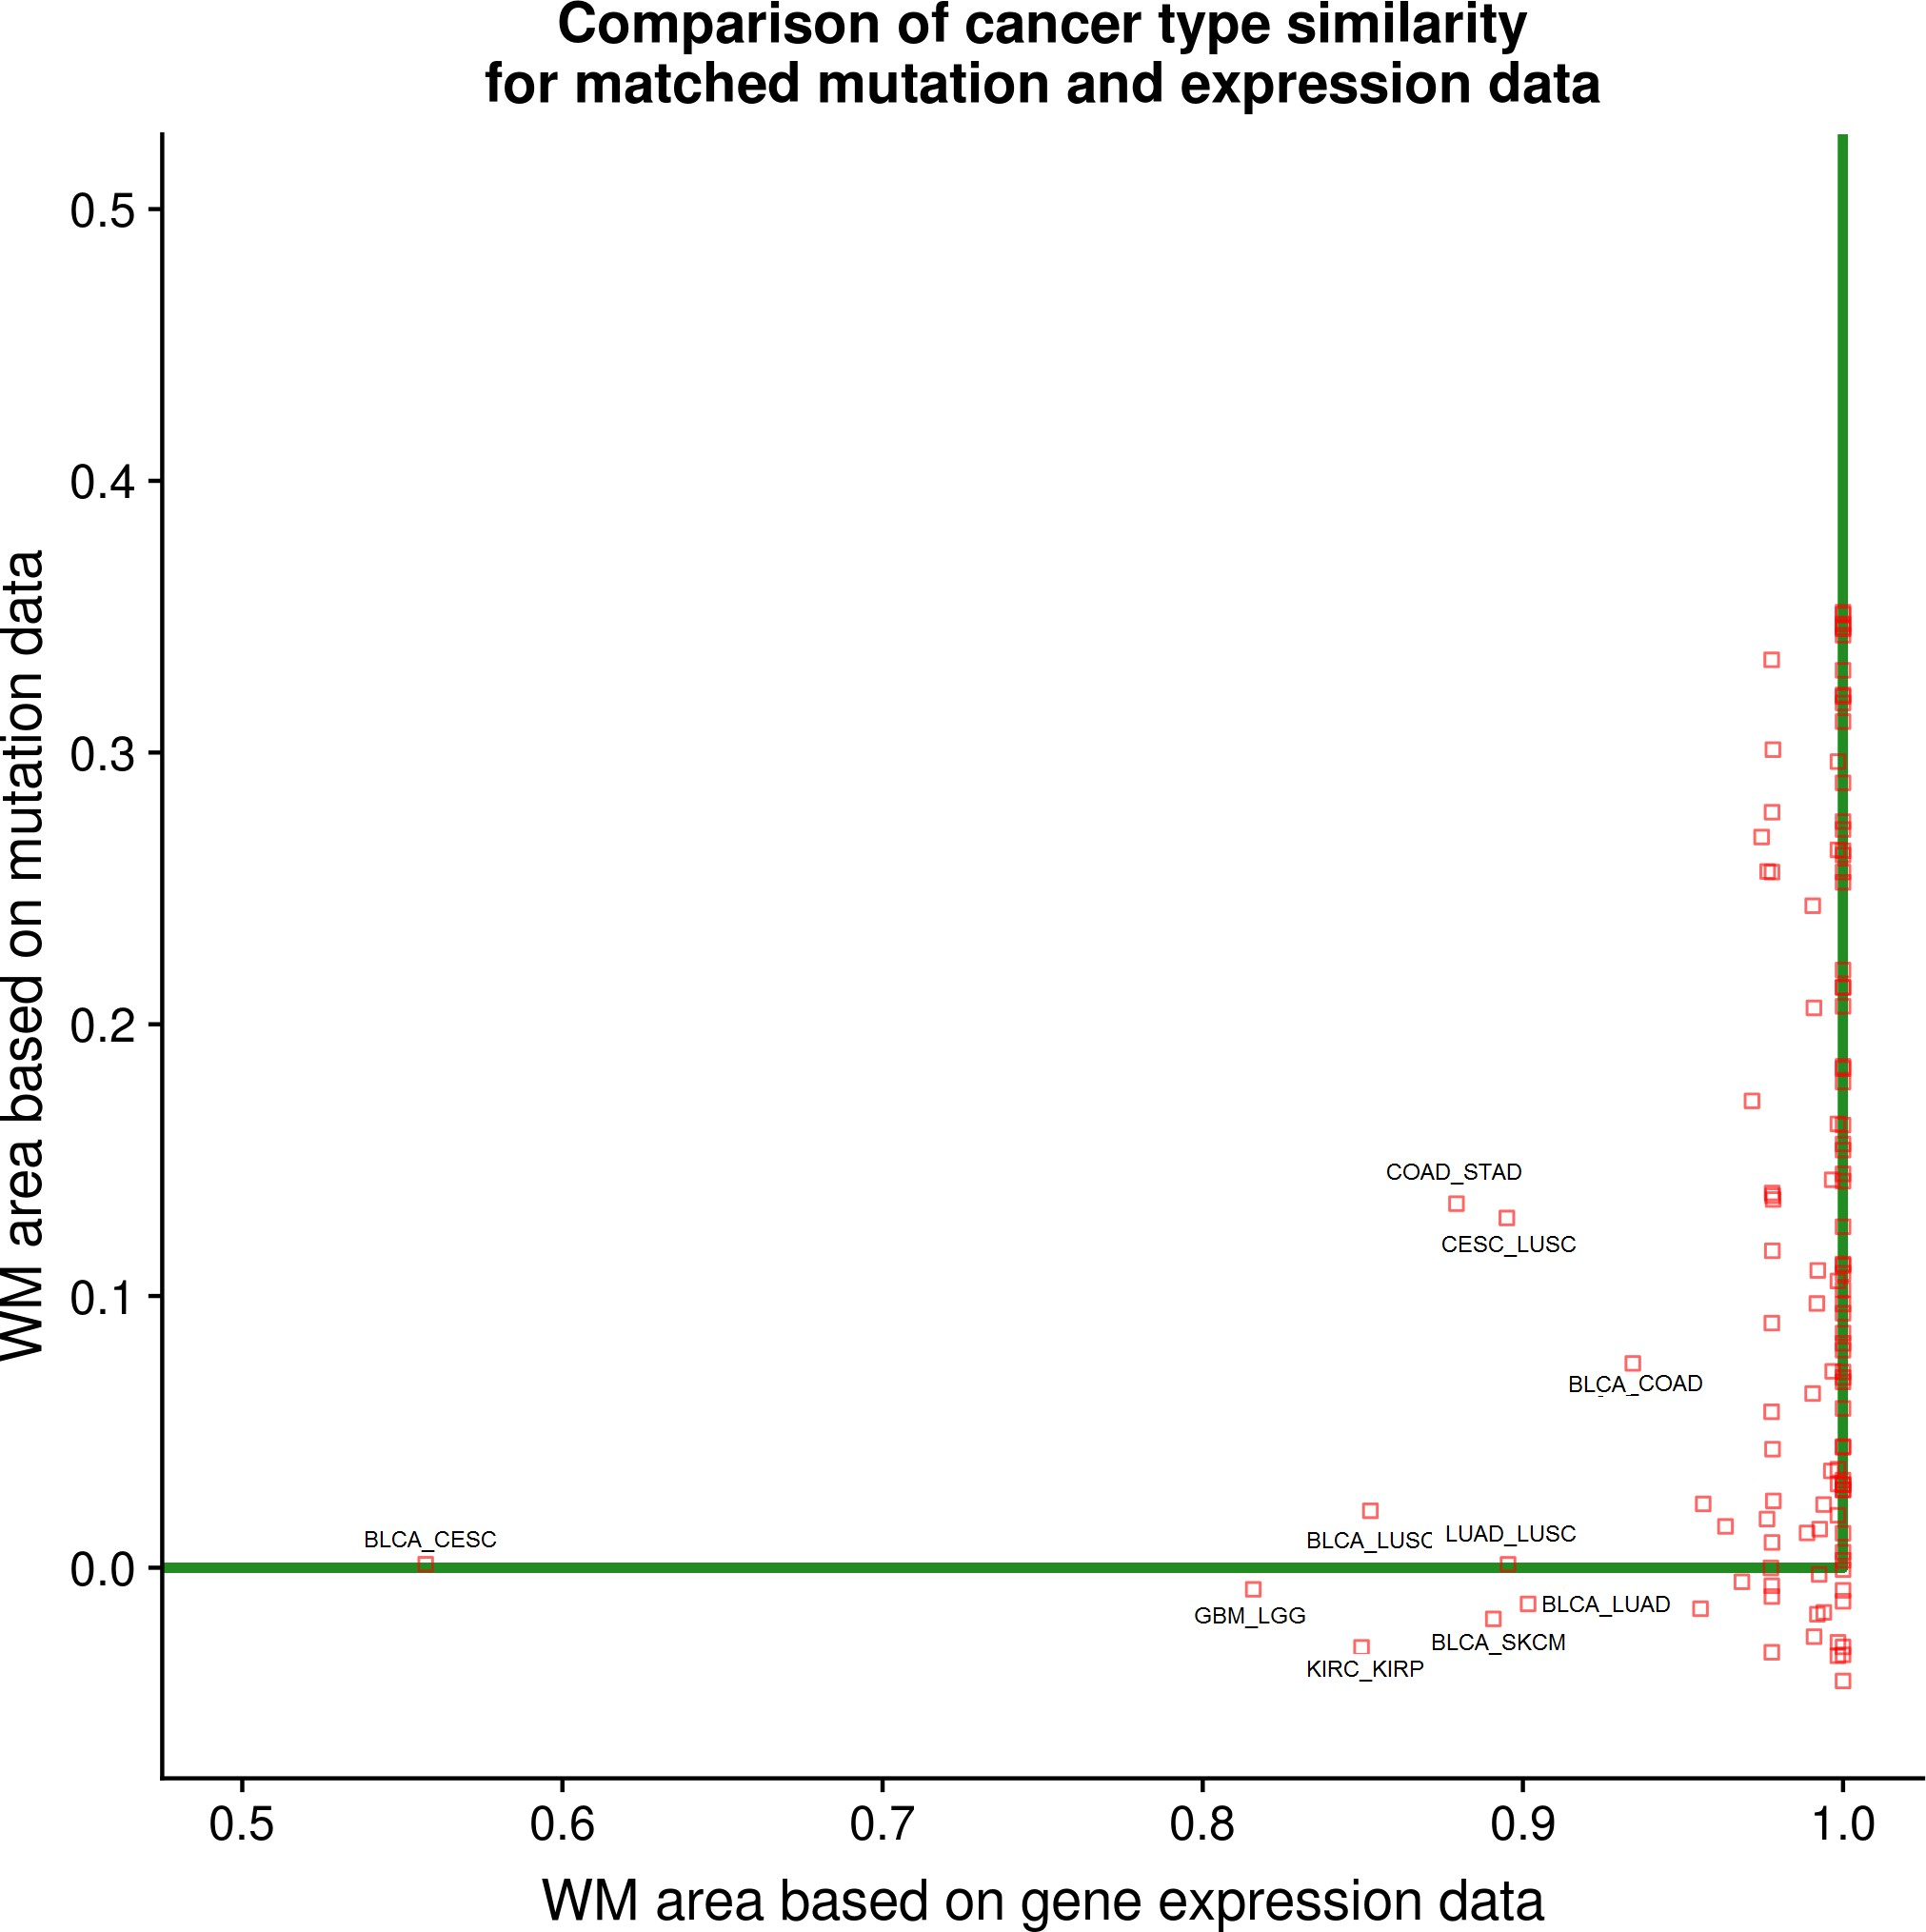 Comparison of cancer type similarity
for matched mutation and expression data
WM area based on mutation data
0.5
0.4
0.3
0.2
0.1
0.0
COAD_STAD
CESC_LUSC
BLCA_COAD
BLCA_CESC
BLCA_LUSC
LUAD_LUSC
GBM_LGG
BLCA_LUAD
BLCA_SKCM
KIRC_KIRP
0.5
0.6
0.7
0.8
0.9
1.0
WM area based on gene expression data